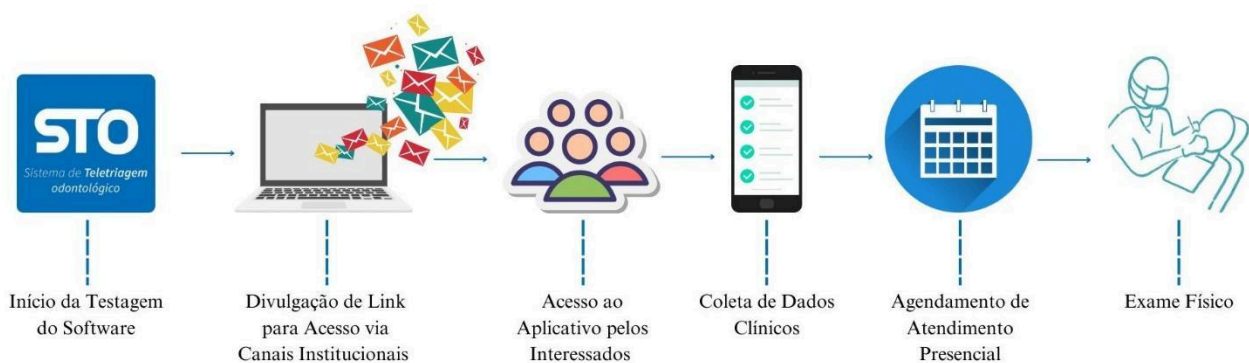 STO
Sistema de Teletriagem
odontológico
Início da Testagem
do Software
Divulgação de Link
para Acesso via
Canais Institucionais
Acesso ao
Aplicativo pelos
Interessados
Coleta de Dados
Clínicos
Agendamento de
Atendimento
Presencial
Exame Físico